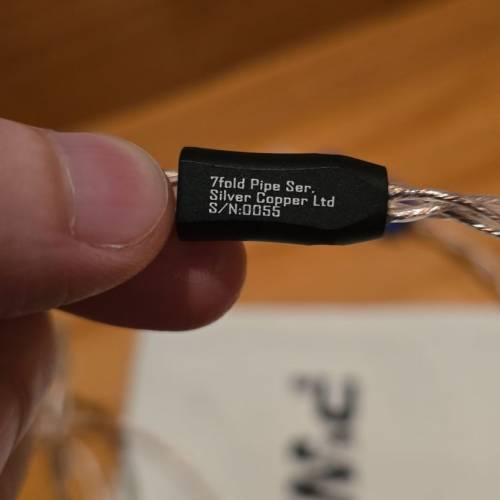 7fold Pipe Ser.
Silver Copper Ltd
S/N:0055